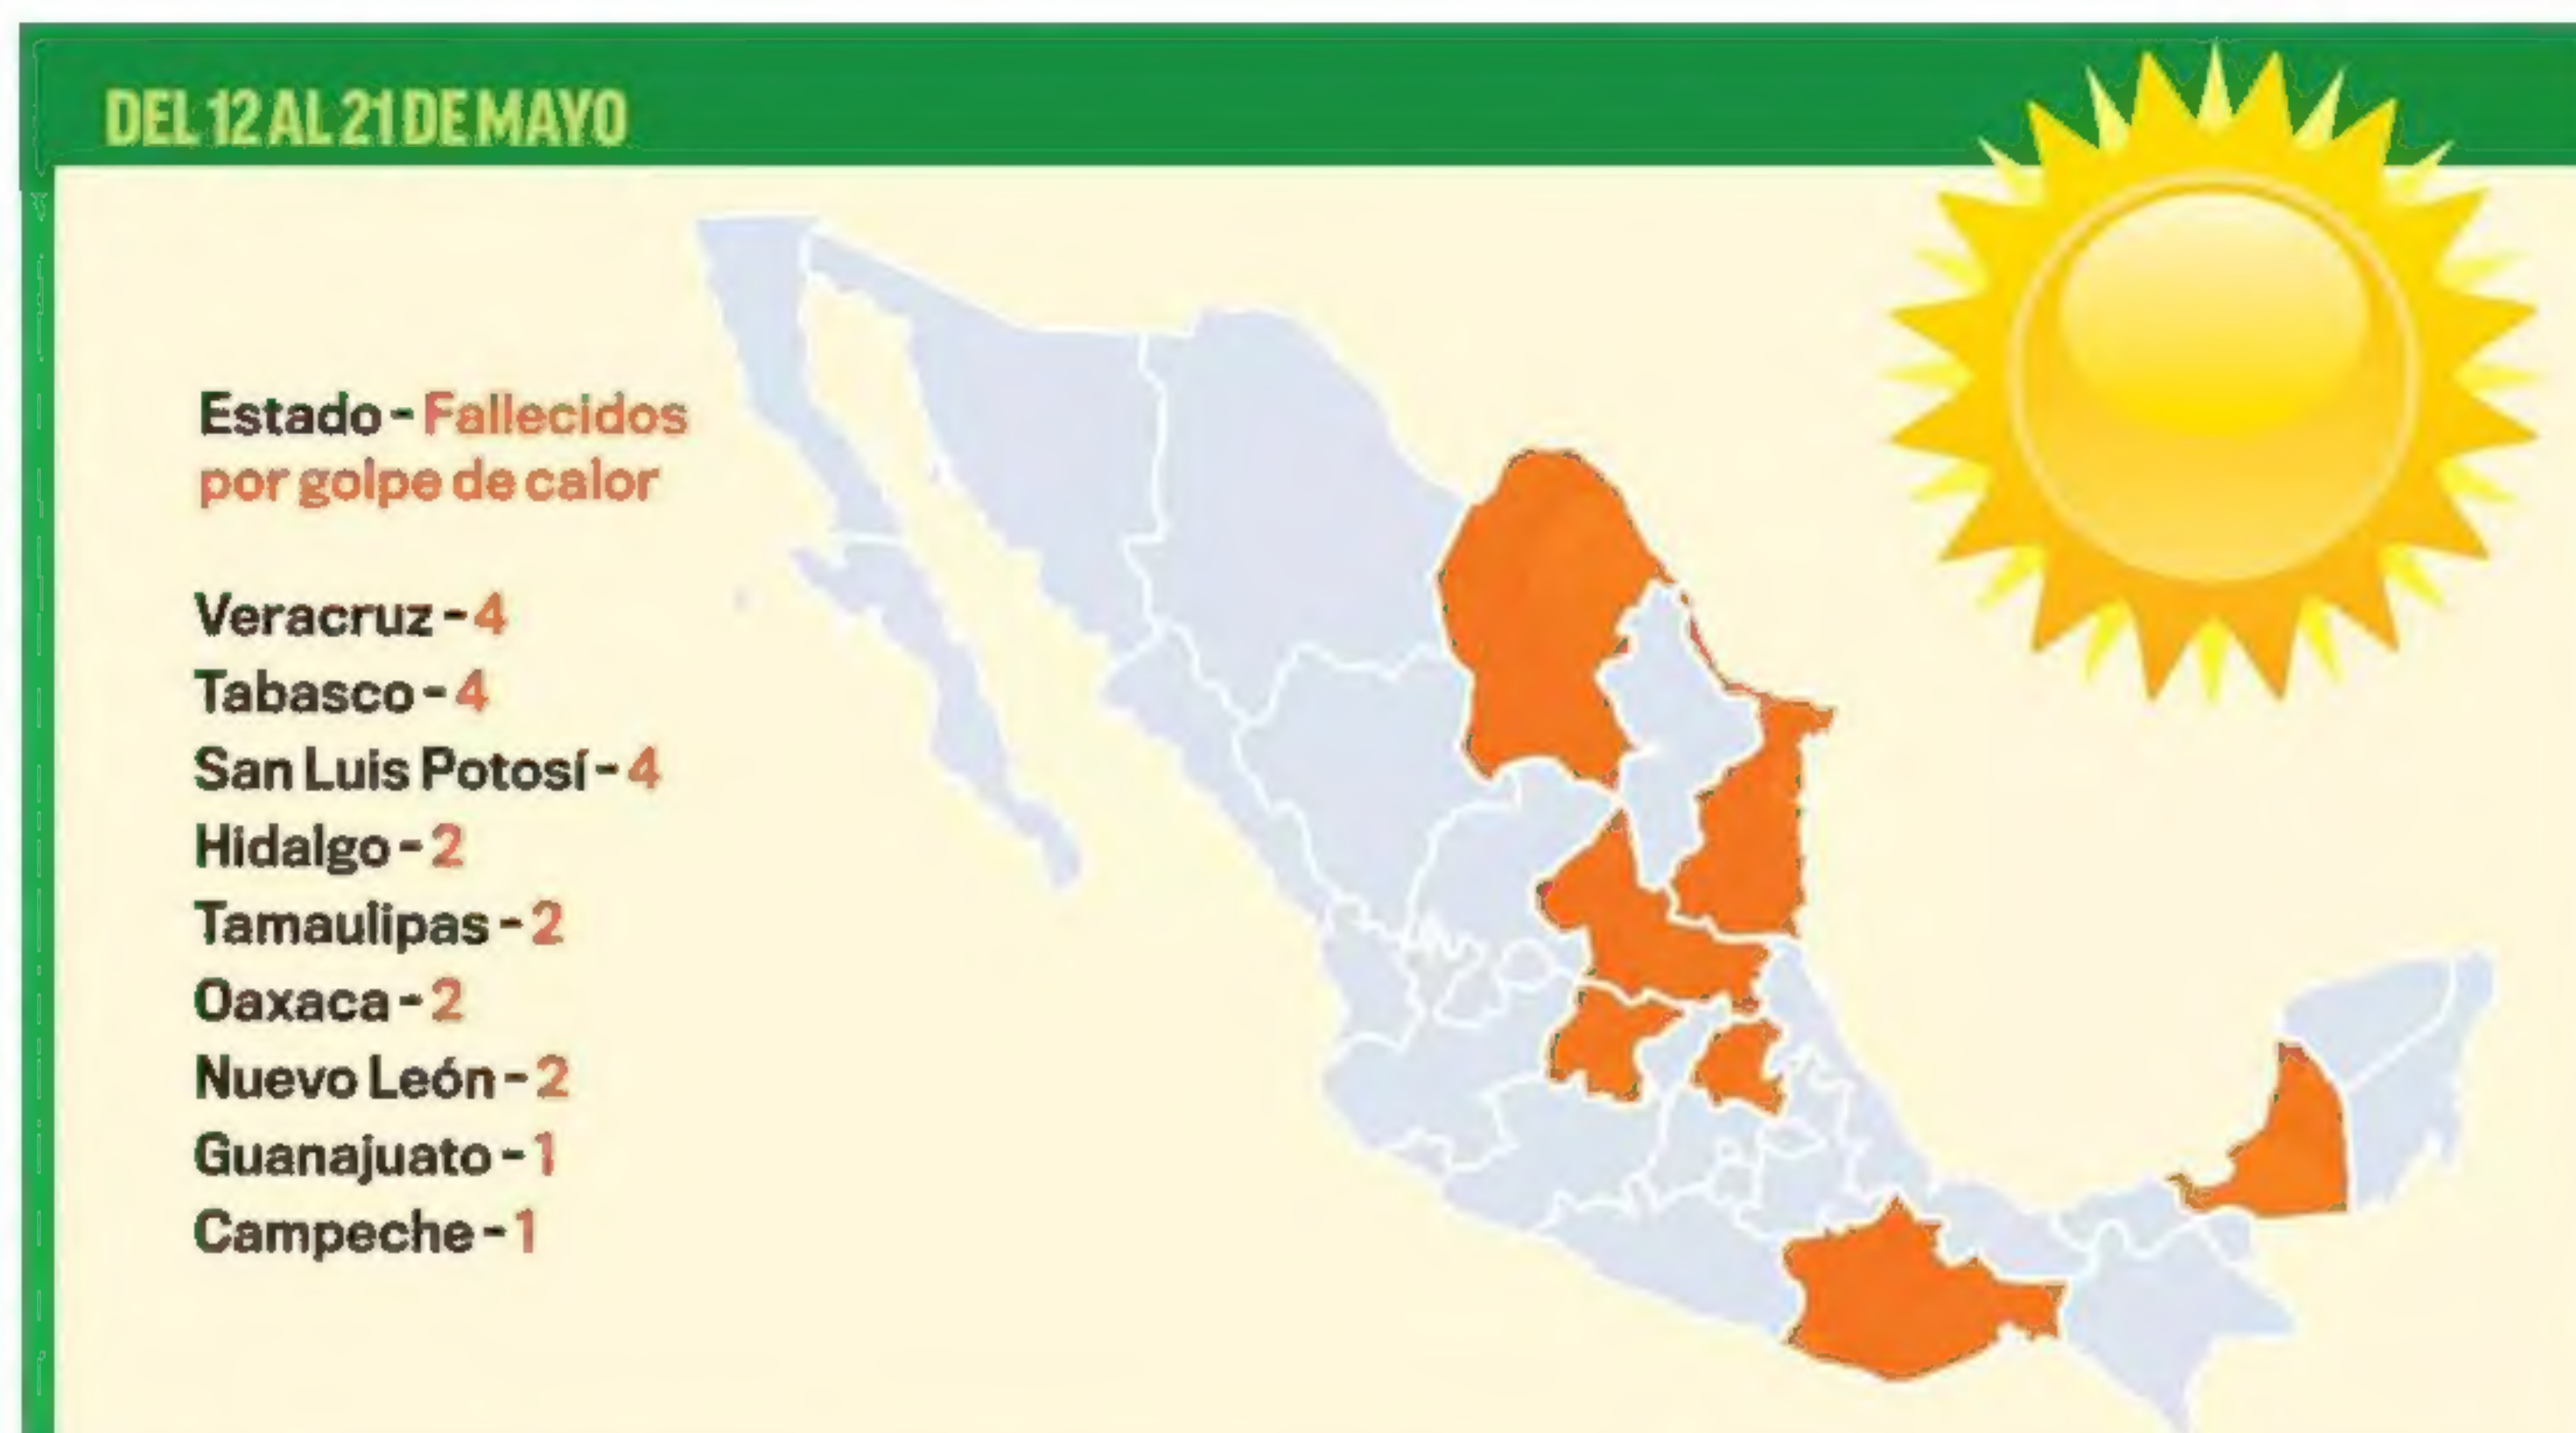 DEL 12 AL 21 DE MAYO
Estado - Fallecidos
por golpe de calor
Veracruz - 4
Tabasco - 4
San Luis Potosí - 4
Hidalgo - 2
Tamaulipas - 2
Oaxaca - 2
Nuevo León - 2
Guanajuato - 1
Campeche - 1